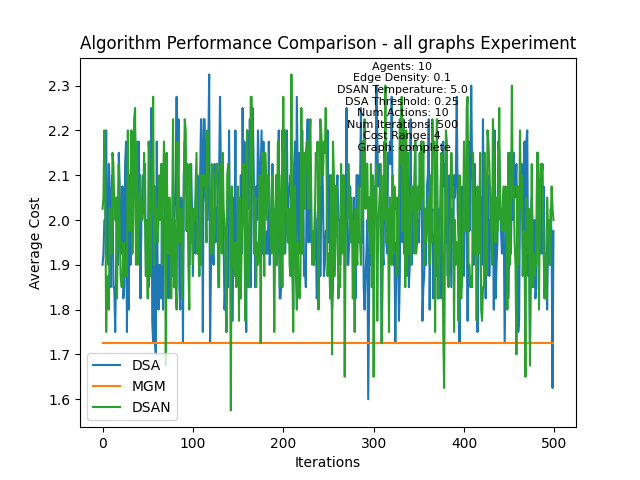 Algorithm Performance Comparison - all graphs Experiment
Agents: 10
Edge Density: 0.1
DSAN Temperature: 5.0
DSA Threshold: 0.25
Num Actions: 10
Num Iterations: 500
Cost Range: 4
Graph: complete
Average Cost
2.3
2.2
2.1
2.0
1.9
1.8
1.7
1.6
DSA
MGM
DSAN
0
100
200
300
400
500
Iterations